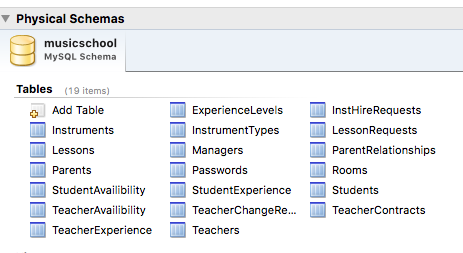 Physical Schemas
musicschool
MySQL Schema
Tables (19 items)
Add Table ExperienceLevels InstHireRequests
Instruments InstrumentTypes LessonRequests
Lessons Managers ParentRelationships
Parents Passwords Rooms
StudentAvailibility StudentExperience Students
TeacherAvailibility TeacherChangeRe... TeacherContracts
TeacherExperience Teachers